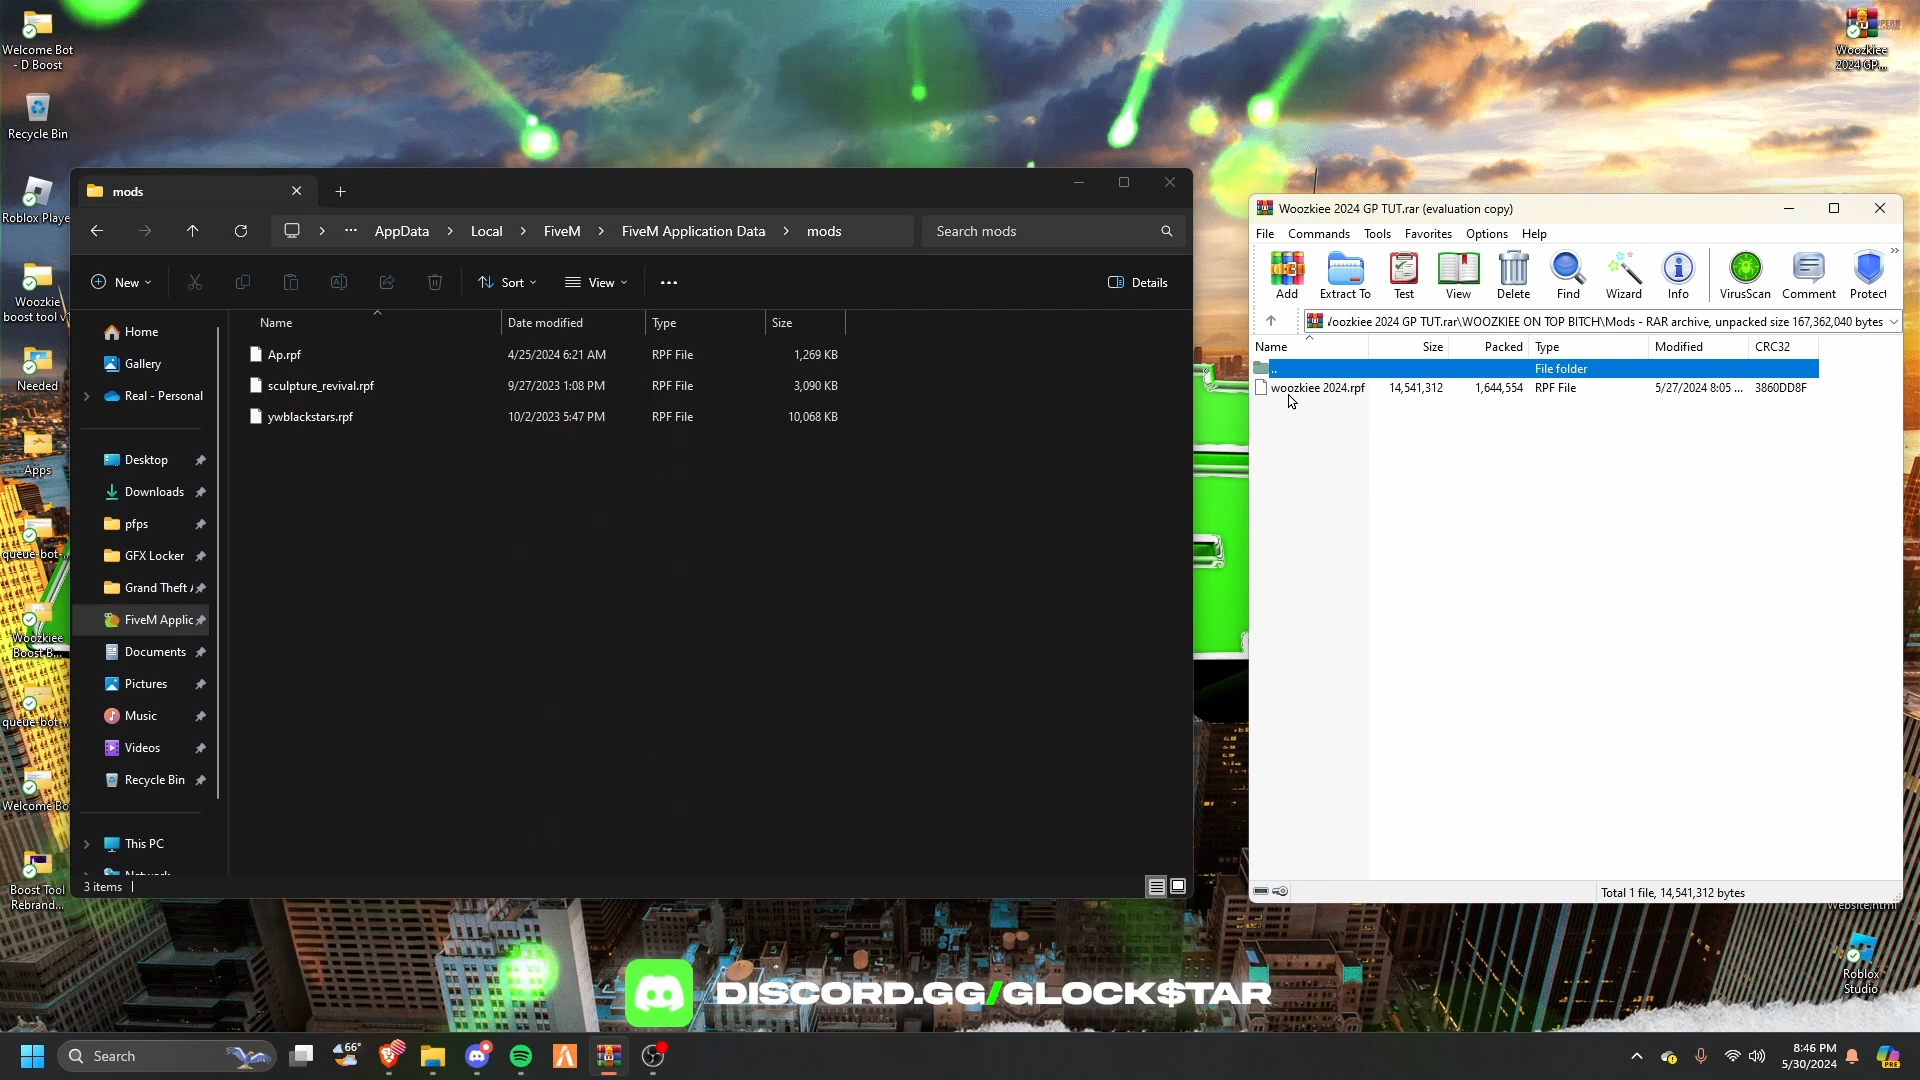 Welcome Bot
- D Boost
Recycle Bin
Roblox Playe
Woozkie
boost tool v
Needed
Apps
queue-bot-...
Woozkiee
Boost B...
queue-bot-...
Welcome Bo
Boost Tool
Rebrand...
Woozkiee
2024 GP...
mods
AppData > Local > FiveM > FiveM Application Data > mods
Search mods
New
Sort
View
Details
Home
Gallery
Real - Personal
Desktop
Downloads
pfps
GFX Locker
Grand Theft A
FiveM Applic
Documents
Pictures
Music
Videos
Recycle Bin
This PC
Network
Name Date modified Type Size
Ap.rpf 4/25/2024 6:21 AM RPF File 1,269 KB
sculpture_revival.rpf 9/27/2023 1:08 PM RPF File 3,090 KB
ywblackstars.rpf 10/2/2023 5:47 PM RPF File 10,068 KB
3 items
Woozkiee 2024 GP TUT.rar (evaluation copy)
File Commands Tools Favorites Options Help
Add Extract To Test View Delete Find Wizard Info VirusScan Comment Protect
oozkiee 2024 GP TUT.rar\WOOZKIEE ON TOP BITCH\Mods - RAR archive, unpacked size 167,362,040 bytes
Name Size Packed Type Modified CRC32
.. File folder
woozkiee 2024.rpf 14,541,312 1,644,554 RPF File 5/27/2024 8:05 ... 3860DD8F
Total 1 file, 14,541,312 bytes
Website.html
Roblox
Studio
DISCORD.GG/GLOCK$TAR
Search
66°
8:46 PM
5/30/2024
PRE